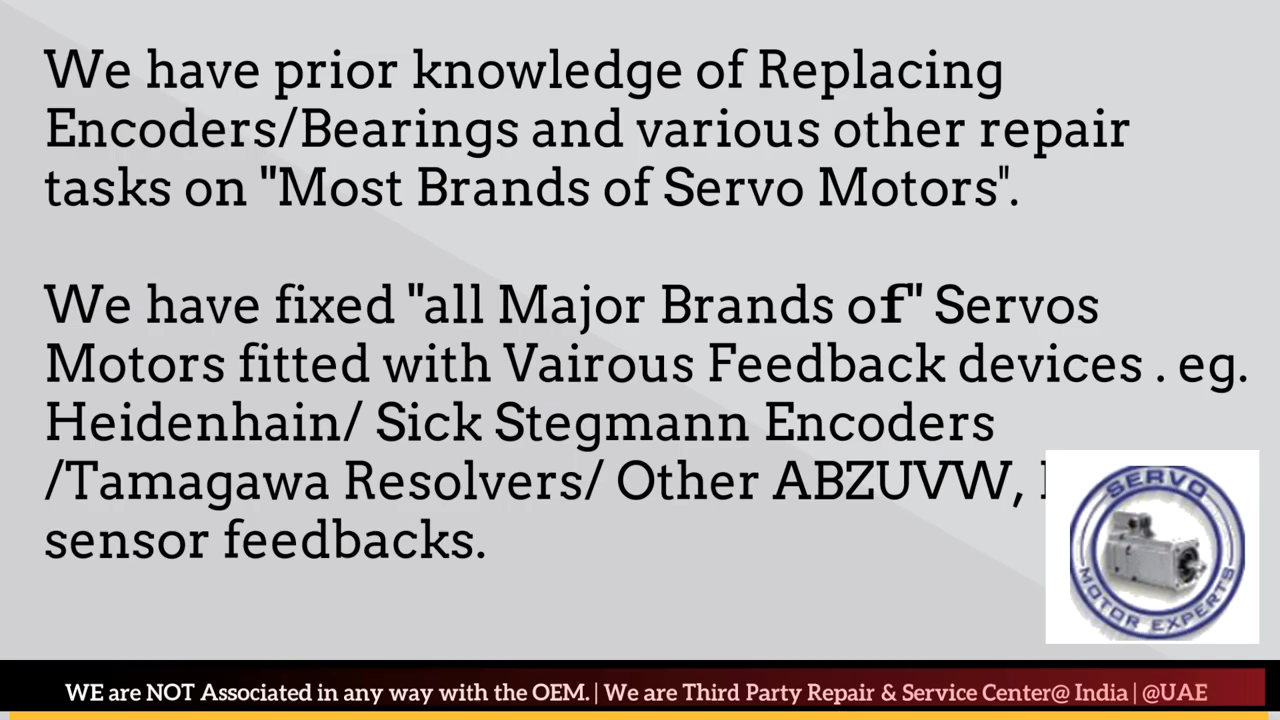 We have prior knowledge of Replacing
Encoders/Bearings and various other repair
tasks on "Most Brands of Servo Motors".
We have fixed "all Major Brands of" Servos
Motors fitted with Vairous Feedback devices . eg.
Heidenhain/ Sick Stegmann Encoders
/Tamagawa Resolvers/ Other ABZUVW,
sensor feedbacks.
SERVO
MOTOR EXPERTS
WE are NOT Associated in any way with the OEM. | We are Third Party Repair & Service Center@ India | @UAE